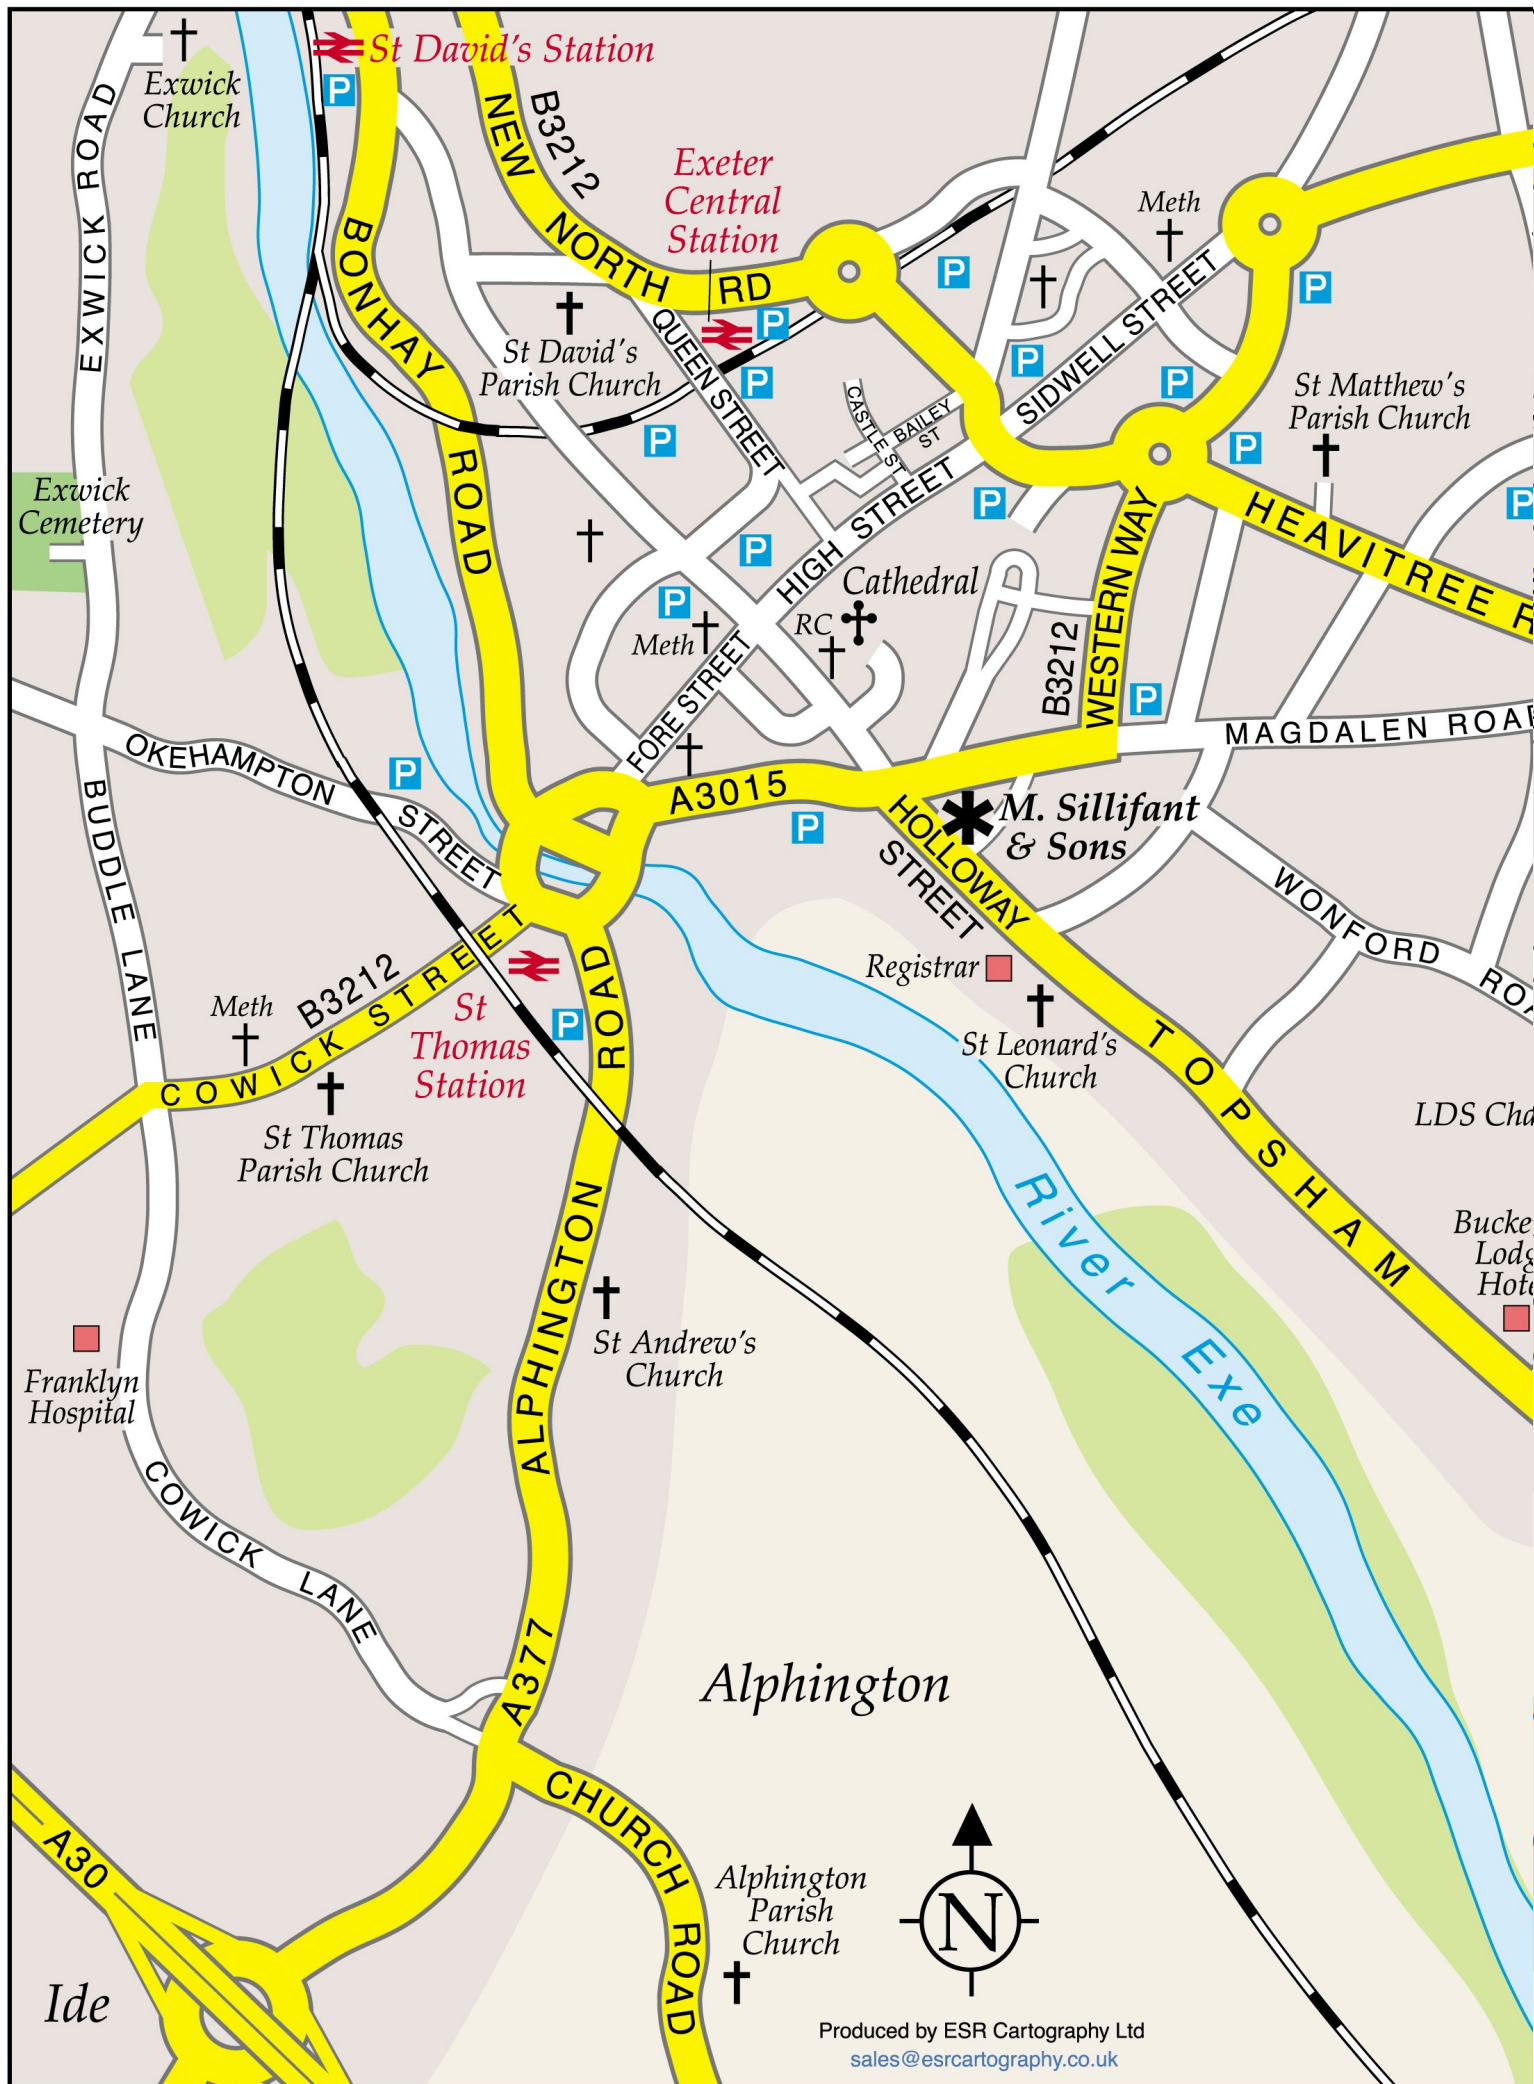 St David's Station
P
Exwick
Church
EXWICK ROAD
NEW NORTH RD
B3212
Exeter
Central
Station
Meth
P
P
BONHAY ROAD
St David's
Parish Church
QUEEN STREET
P
P
P
P
P
P
SIDWELL STREET
St Matthew's
Parish Church
CASTLE ST
BAILEY
ST
P
P
P
HIGH STREET
HEAVITREE R
Exwick
Cemetery
EXWICK ROAD
P
P
Meth
RC
Cathedral
WESTERN WAY
B3212
P
FORE STREET
MAGDALEN ROAD
OKEHAMPTON STREET
P
BUDDLE LANE
A3015
P
M. Sillifant
& Sons
HOLLOWAY
STREET
WONFORD ROA
Registrar
St Leonard's
Church
B3212
COWICK STREET
Meth
St
Thomas
Station
P
St Thomas
Parish Church
TOPSHAM
LDS Cha
River Exe
Bucke
Lodg
Hote
ALPHINGTON ROAD
St Andrew's
Church
Franklyn
Hospital
COWICK LANE
A377
Alphington
CHURCH ROAD
A30
Alphington
Parish
Church
N
Ide
Produced by ESR Cartography Ltd
sales@esrcartography.co.uk